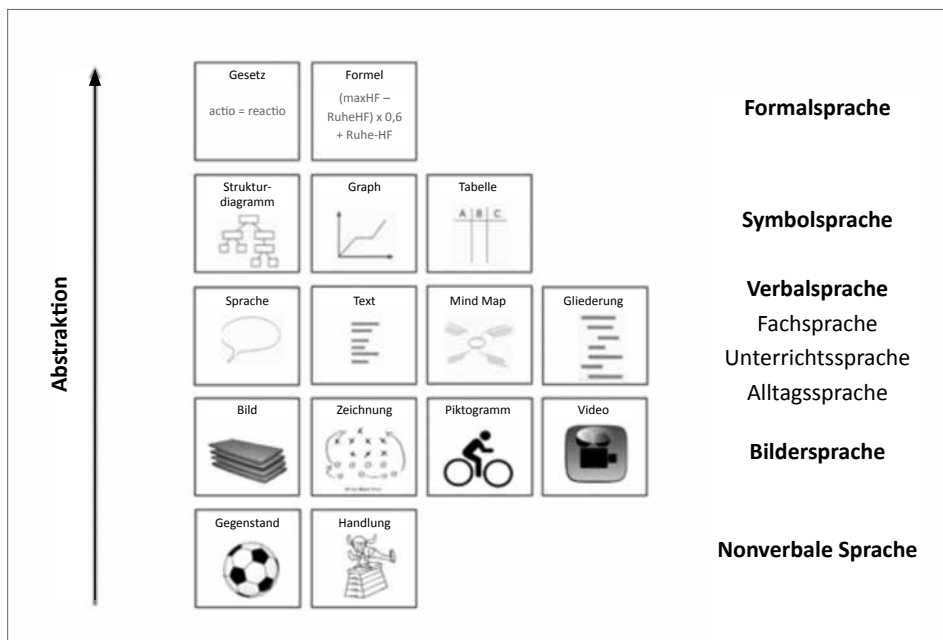 Abstraktion
Gesetz
actio = reactio
Formel
(maxHF –
RuheHF) x 0,6
+ Ruhe-HF
Formalsprache
Struktur-
diagramm
Graph
Tabelle
A B C
Symbolsprache
Sprache
Text
Mind Map
Gliederung
Verbalsprache
Fachsprache
Unterrichtssprache
Alltagssprache
Bild
Zeichnung
Piktogramm
Video
Bildersprache
Gegenstand
Handlung
Nonverbale Sprache